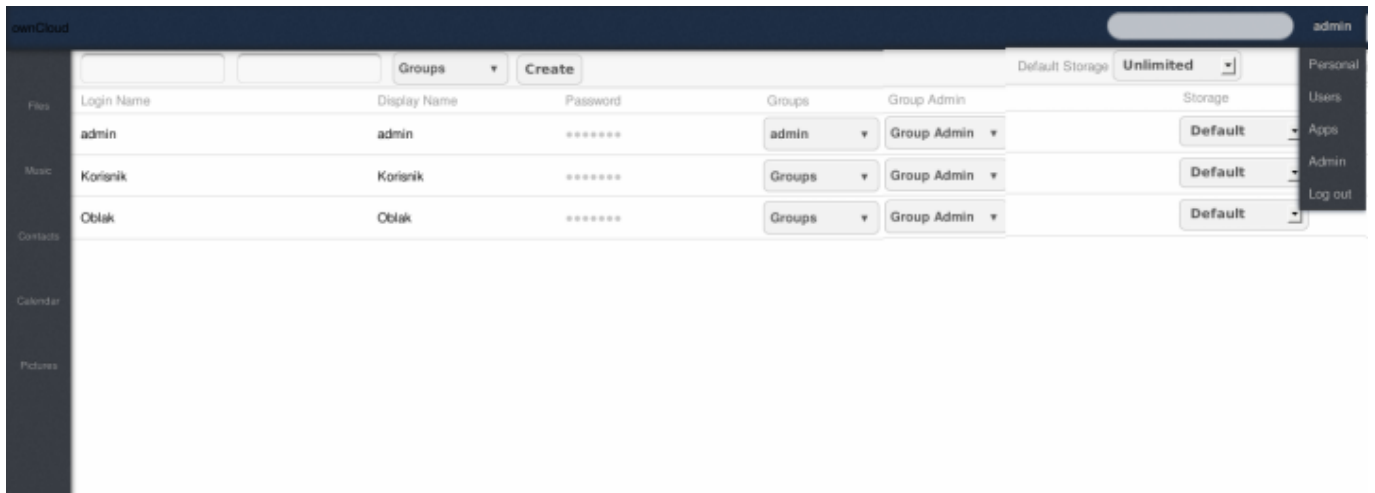 ownCloud admin
Groups Create Default Storage Unlimited Personal
Login Name Display Name Password Groups Group Admin Storage Users
Files
admin admin ******* admin Group Admin Default Apps
Music Korisnik Korisnik ******* Groups Group Admin Default Admin
Log out
Oblak Oblak ******* Groups Group Admin Default
Contacts
Calendar
Pictures